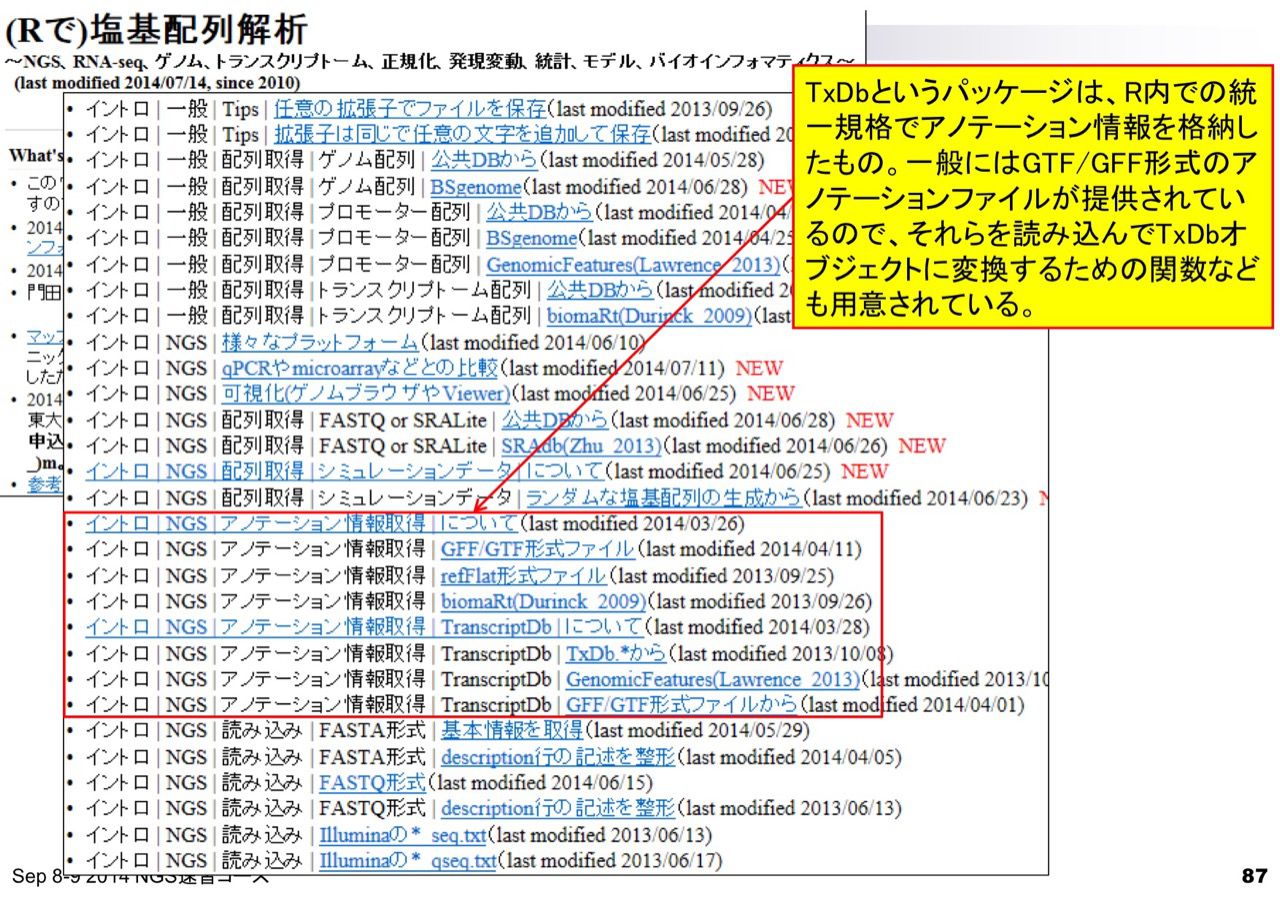 (Rで)塩基配列解析
～NGS、RNA-seq、ゲノム、トランスクリプトーム、正規化、発現変動、統計、モデル、バイオインフォマティクス～
(last modified 2014/07/14, since 2010)
What's
• この
すの
• 2014
ンフォ
• 2014
• 門田
• マッ
ニッ
した
• 2014
東大
申込
_)m。
• 参考
• イントロ | 一般 | Tips | 任意の拡張子でファイルを保存(last modified 2013/09/26)
• イントロ | 一般 | Tips | 拡張子は同じで任意の文字を追加して保存(last modified 20
• イントロ | 一般 | 配列取得 | ゲノム配列 | 公共DBから(last modified 2014/05/28)
• イントロ | 一般 | 配列取得 | ゲノム配列 | BSgenome(last modified 2014/06/28) NEW
• イントロ | 一般 | 配列取得 | プロモーター配列 | 公共DBから(last modified 2014/04/
• イントロ | 一般 | 配列取得 | プロモーター配列 | BSgenome(last modified 2014/04/25
• イントロ | 一般 | 配列取得 | プロモーター配列 | GenomicFeatures(Lawrence_2013)(
• イントロ | 一般 | 配列取得 | トランスクリプトーム配列 | 公共DBから(last modified 2
• イントロ | 一般 | 配列取得 | トランスクリプトーム配列 | biomaRt(Durinck_2009)(last
• イントロ | NGS | 様々なプラットフォーム(last modified 2014/06/10)
• イントロ | NGS | qPCRやmicroarrayなどとの比較(last modified 2014/07/11) NEW
• イントロ | NGS | 可視化(ゲノムブラウザやViewer)(last modified 2014/06/25) NEW
• イントロ | NGS | 配列取得 | FASTQ or SRALite | 公共DBから(last modified 2014/06/28) NEW
• イントロ | NGS | 配列取得 | FASTQ or SRALite | SRAdb(Zhu_2013)(last modified 2014/06/26) NEW
• イントロ | NGS | 配列取得 | シミュレーションデータ | について(last modified 2014/06/25) NEW
• イントロ | NGS | 配列取得 | シミュレーションデータ | ランダムな塩基配列の生成から(last modified 2014/06/23)
• イントロ | NGS | アノテーション情報取得 | について(last modified 2014/03/26)
• イントロ | NGS | アノテーション情報取得 | GFF/GTF形式ファイル(last modified 2014/04/11)
• イントロ | NGS | アノテーション情報取得 | refFlat形式ファイル(last modified 2013/09/25)
• イントロ | NGS | アノテーション情報取得 | biomaRt(Durinck_2009)(last modified 2013/09/26)
• イントロ | NGS | アノテーション情報取得 | TranscriptDb | について(last modified 2014/03/28)
• イントロ | NGS | アノテーション情報取得 | TranscriptDb | TxDb.*から(last modified 2013/10/08)
• イントロ | NGS | アノテーション情報取得 | TranscriptDb | GenomicFeatures(Lawrence_2013)(last modified 2013/10
• イントロ | NGS | アノテーション情報取得 | TranscriptDb | GFF/GTF形式ファイルから(last modified 2014/04/01)
• イントロ | NGS | 読み込み | FASTA形式 | 基本情報を取得(last modified 2014/05/29)
• イントロ | NGS | 読み込み | FASTA形式 | description行の記述を整形(last modified 2014/04/05)
• イントロ | NGS | 読み込み | FASTQ形式(last modified 2014/06/15)
• イントロ | NGS | 読み込み | FASTQ形式 | description行の記述を整形(last modified 2013/06/13)
• イントロ | NGS | 読み込み | Illuminaの*_seq.txt(last modified 2013/06/13)
• イントロ | NGS | 読み込み | Illuminaの*_qseq.txt(last modified 2013/06/17)
TxDbというパッケージは、R内での統
一規格でアノテーション情報を格納し
たもの。一般にはGTF/GFF形式のア
ノテーションファイルが提供されてい
るので、それらを読み込んでTxDbオ
ブジェクトに変換するための関数など
も用意されている。
Sep 8-9 2014 NGS速習コース
87